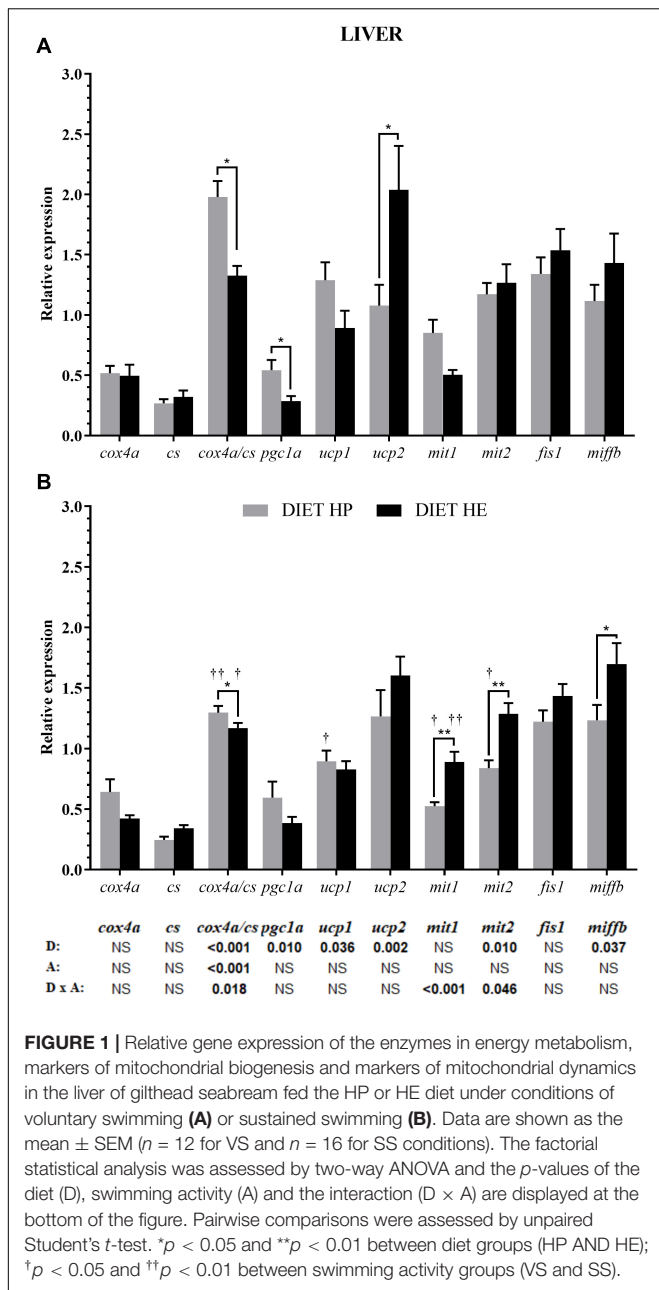 LIVER
A
3.0
2.5
2.0
1.5
1.0
0.5
0.0
Relative expression
*
*
*
cox4a cs cox4a/cs pgc1a ucp1 ucp2 mit1 mit2 fis1 miffb
B
DIET HP DIET HE
3.0
2.5
2.0
1.5
1.0
0.5
0.0
Relative expression
†† †
*
†
† ††
**
†
**
*
cox4a cs cox4a/cs pgc1a ucp1 ucp2 mit1 mit2 fis1 miffb
cox4a cs cox4a/cs pgc1a ucp1 ucp2 mit1 mit2 fis1 miffb
D: NS NS <0.001 0.010 0.036 0.002 NS 0.010 NS 0.037
A: NS NS <0.001 NS NS NS NS NS NS NS
D x A: NS NS 0.018 NS NS NS <0.001 0.046 NS NS
FIGURE 1 | Relative gene expression of the enzymes in energy metabolism,
markers of mitochondrial biogenesis and markers of mitochondrial dynamics
in the liver of gilthead seabream fed the HP or HE diet under conditions of
voluntary swimming (A) or sustained swimming (B). Data are shown as the
mean ± SEM (n = 12 for VS and n = 16 for SS conditions). The factorial
statistical analysis was assessed by two-way ANOVA and the p-values of the
diet (D), swimming activity (A) and the interaction (D × A) are displayed at the
bottom of the figure. Pairwise comparisons were assessed by unpaired
Student's t-test. *p < 0.05 and **p < 0.01 between diet groups (HP AND HE);
†p < 0.05 and ††p < 0.01 between swimming activity groups (VS and SS).